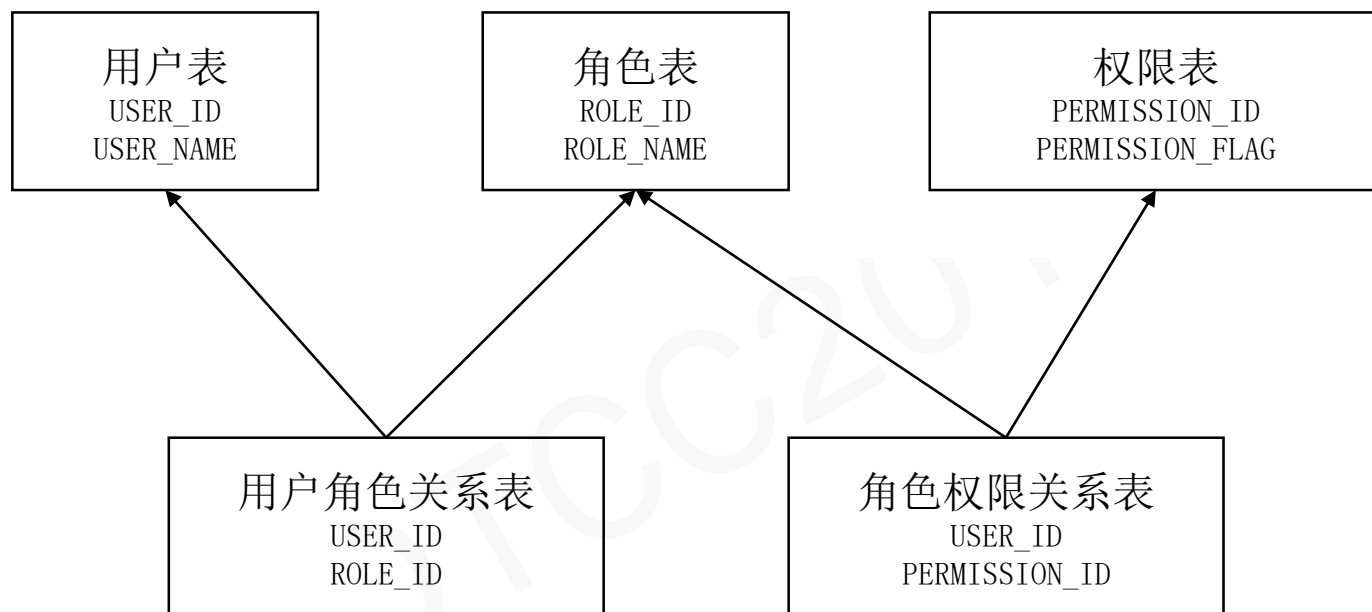 用户表
USER_ID
USER_NAME
角色表
ROLE_ID
ROLE_NAME
权限表
PERMISSION_ID
PERMISSION_FLAG
用户角色关系表
USER_ID
ROLE_ID
角色权限关系表
USER_ID
PERMISSION_ID